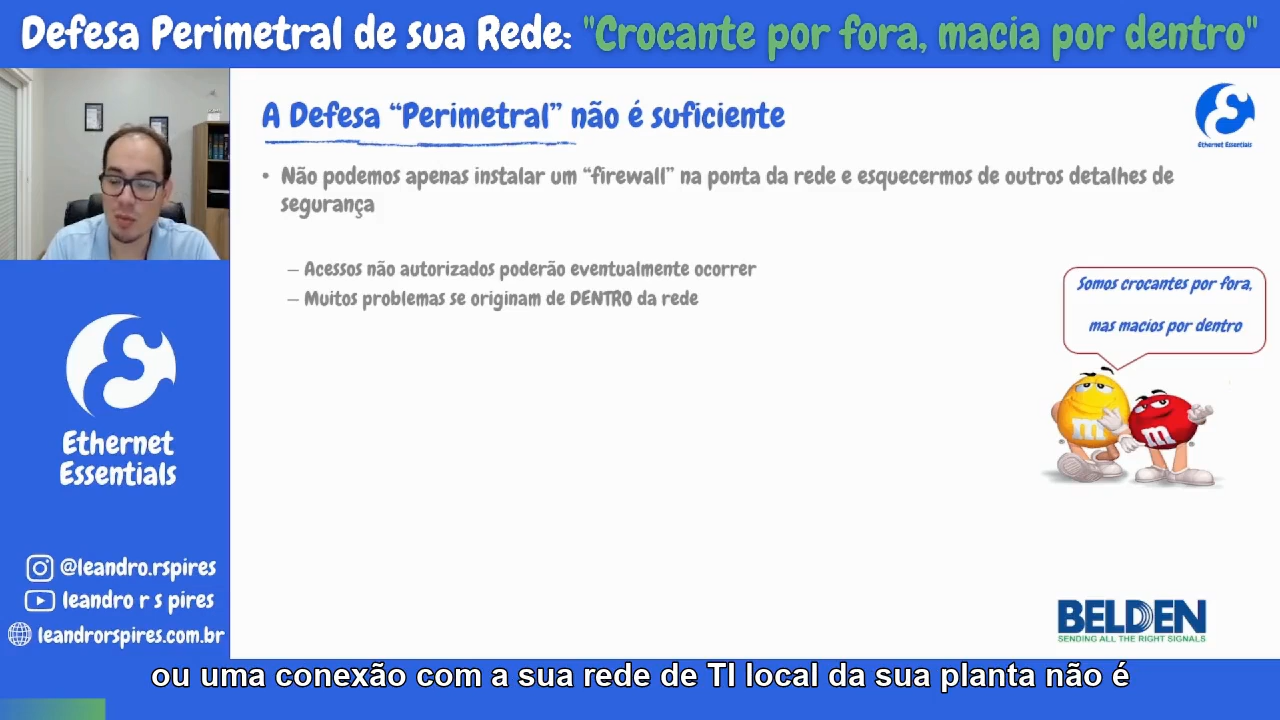 Defesa Perimetral de sua Rede: "Crocante por fora, macia por dentro"
A Defesa “Perimetral” não é suficiente
Ethernet Essentials
• Não podemos apenas instalar um “firewall” na ponta da rede e esquecermos de outros detalhes de
segurança
– Acessos não autorizados poderão eventualmente ocorrer
– Muitos problemas se originam de DENTRO da rede
Somos crocantes por fora,
mas macios por dentro
m
m
Ethernet
Essentials
@leandro.rspires
leandro r s pires
leandrorspires.com.br
BELDEN
SENDING ALL THE RIGHT SIGNALS
ou uma conexão com a sua rede de TI local da sua planta não é